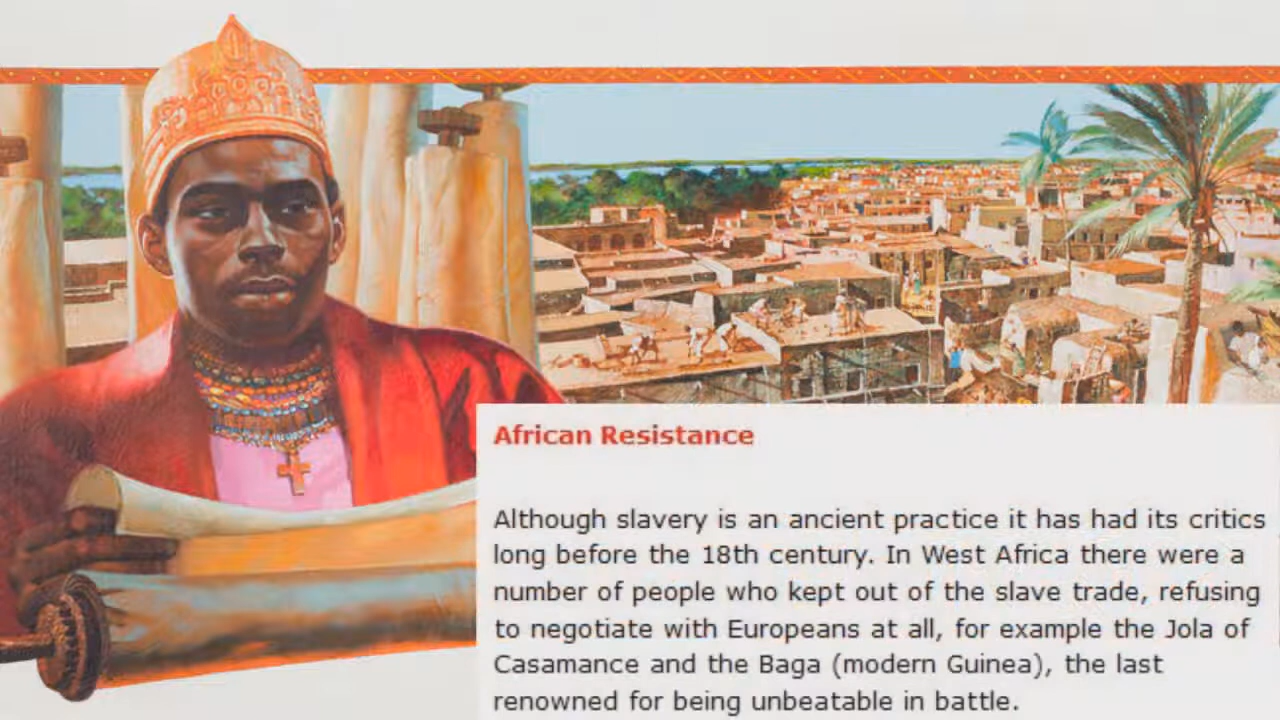 African Resistance
Although slavery is an ancient practice it has had its critics
long before the 18th century. In West Africa there were a
number of people who kept out of the slave trade, refusing
to negotiate with Europeans at all, for example the Jola of
Casamance and the Baga (modern Guinea), the last
renowned for being unbeatable in battle.